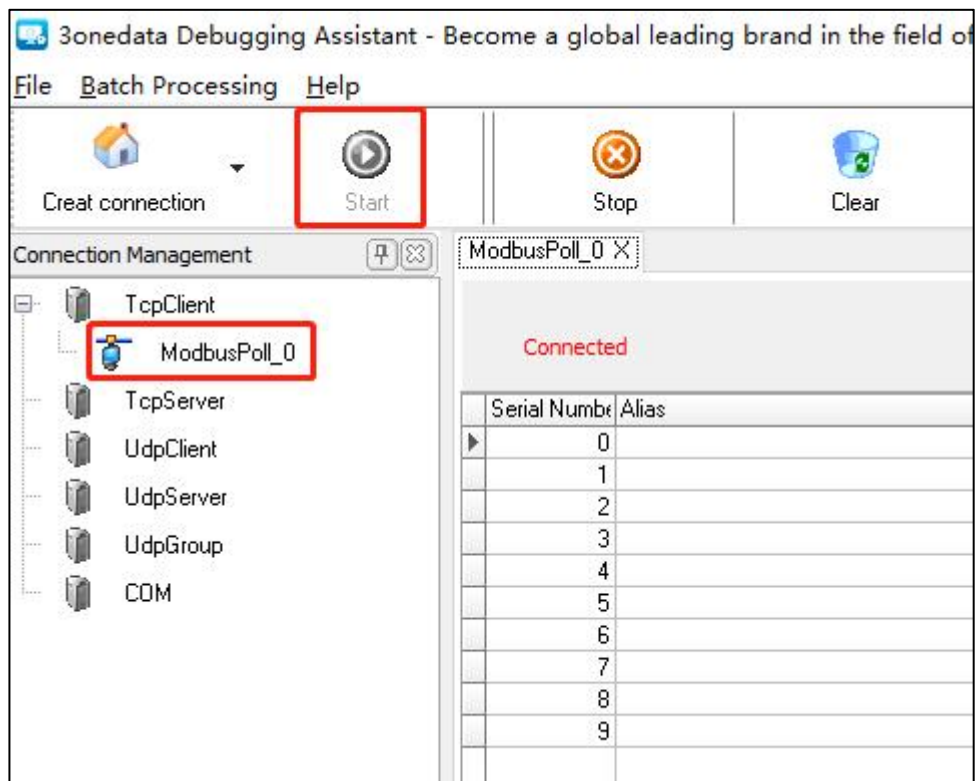 3onedata Debugging Assistant - Become a global leading brand in the field of
File Batch Processing Help
Creat connection Start Stop Clear
Connection Management
ModbusPoll_0 X
TcpClient
ModbusPoll_0
TcpServer
UdpClient
UdpServer
UdpGroup
COM
Connected
Serial Numbe Alias
0
1
2
3
4
5
6
7
8
9